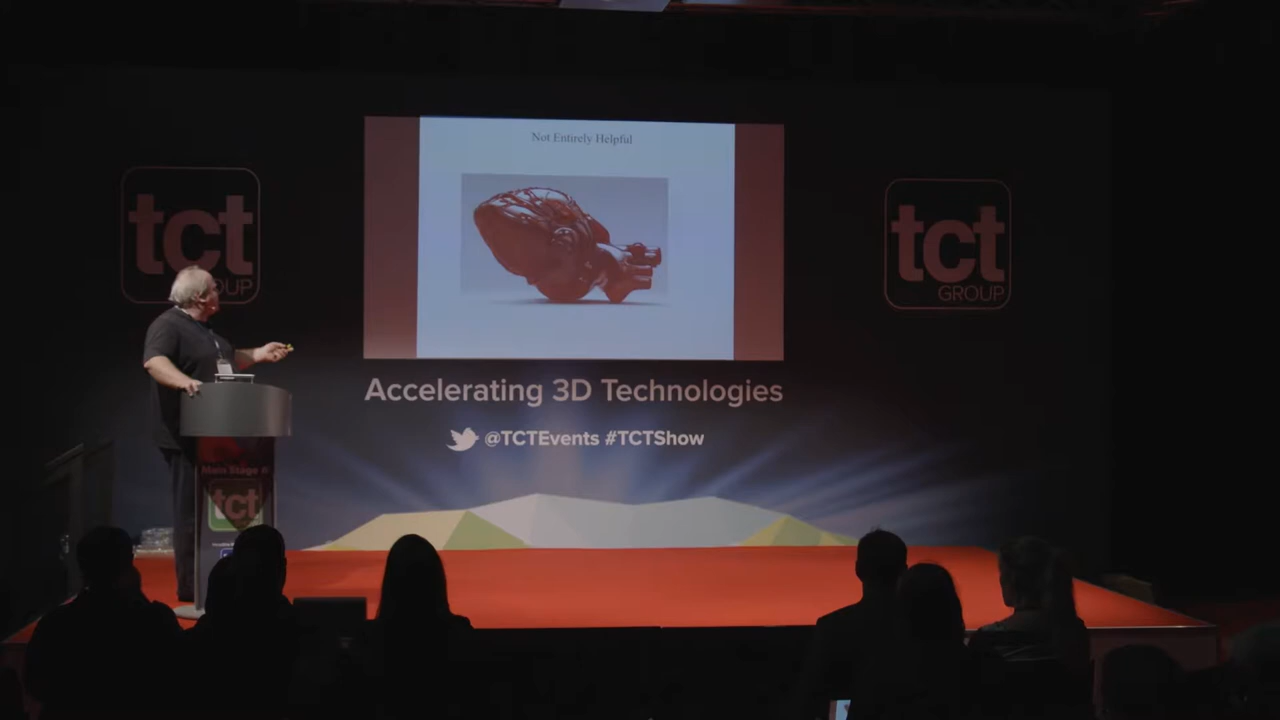 Not Entirely Helpful
tct
GROUP
tct
GROUP
Accelerating 3D Technologies
@TCTEvents #TCTShow
Main Stage
tct